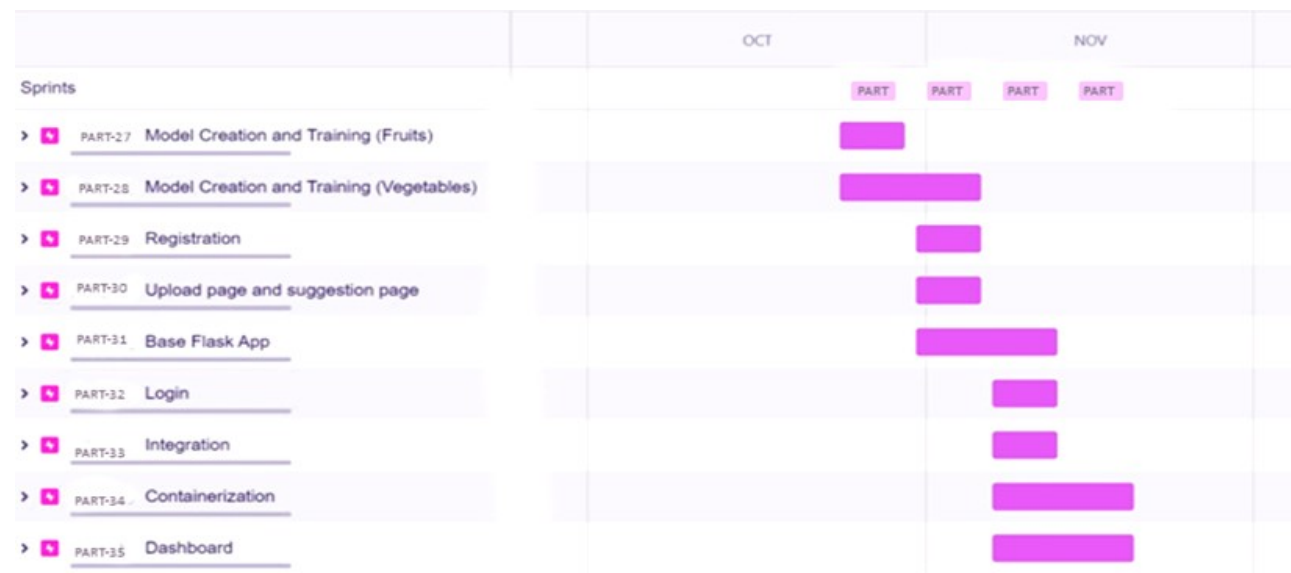 OCT NOV
Sprints PART PART PART PART
PART-27 Model Creation and Training (Fruits)
PART-28 Model Creation and Training (Vegetables)
PART-29 Registration
PART-30 Upload page and suggestion page
PART-31 Base Flask App
PART-32 Login
PART-33 Integration
PART-34 Containerization
PART-35 Dashboard